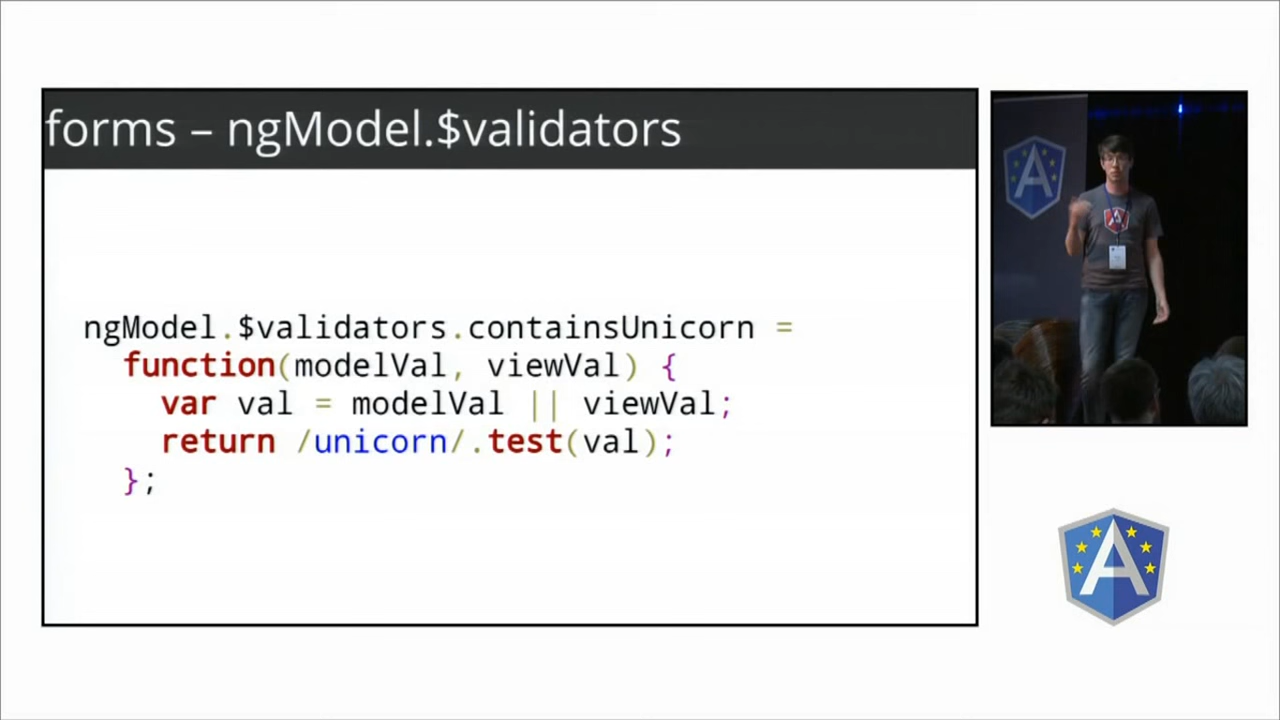 forms – ngModel.$validators
ngModel.$validators.containsUnicorn =
function(modelVal, viewVal) {
var val = modelVal || viewVal;
return /unicorn/.test(val);
};
A
A